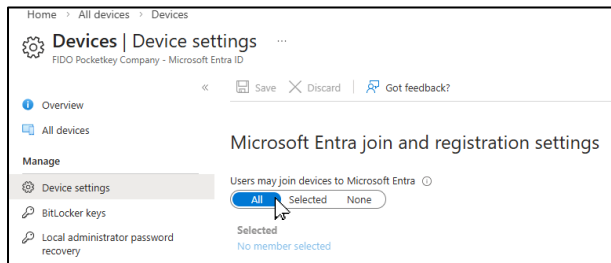 Home > All devices > Devices
Devices | Device settings ...
FIDO Pocketkey Company - Microsoft Entra ID
«
Save Discard Got feedback?
Overview
All devices
Manage
Device settings
BitLocker keys
Local administrator password
recovery
Microsoft Entra join and registration settings
Users may join devices to Microsoft Entra
All Selected None
Selected
No member selected